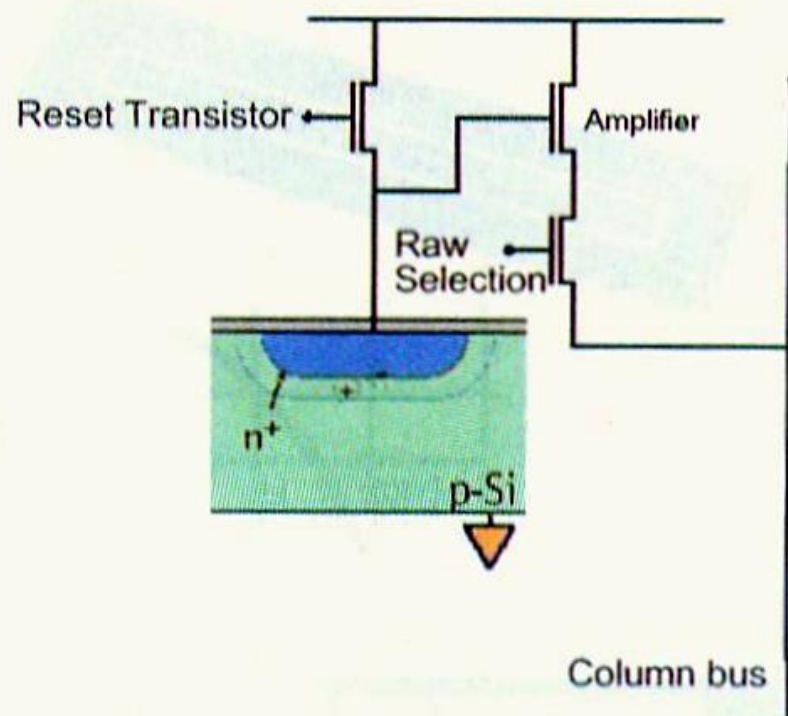 Reset Transistor
Amplifier
Raw
Selection
n⁺
+
p-Si
Column bus